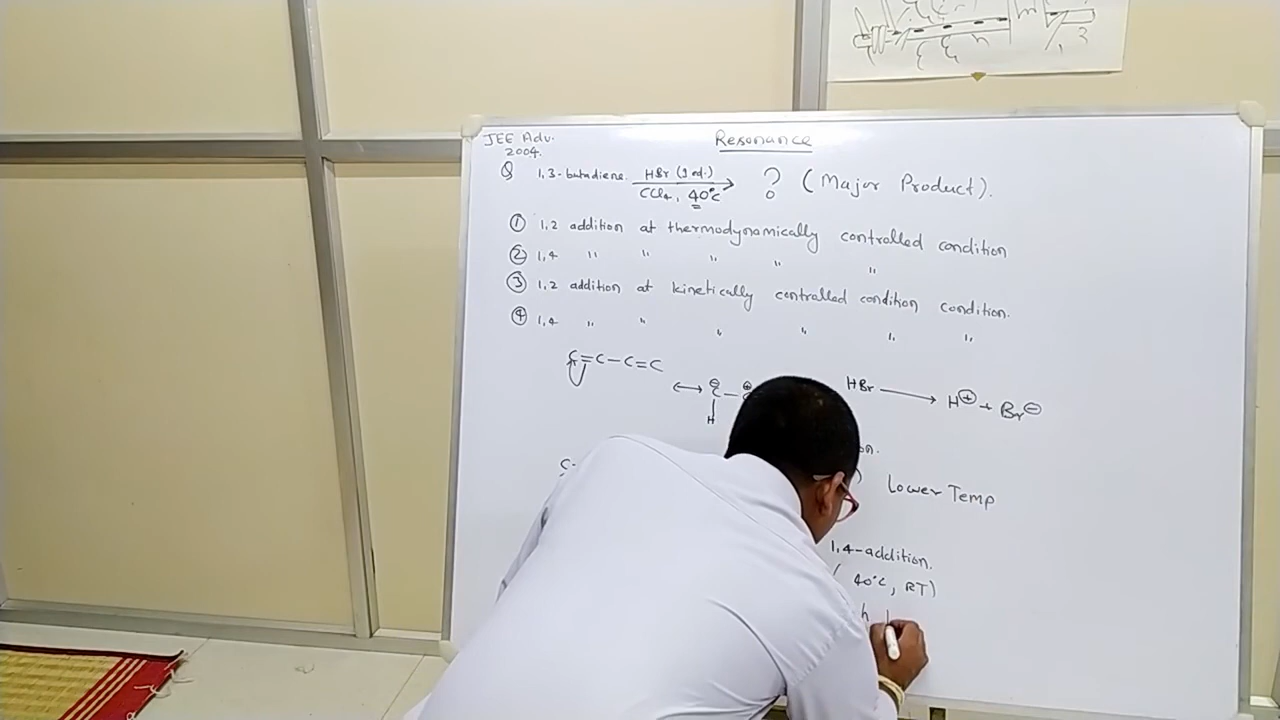 JEE Adv.
2004.
Resonance
Q 1,3-butadiene. HBr (1 eq.) ? (Major Product).
CCl4, 40°C
① 1,2 addition at thermodynamically controlled condition
② 1,4 " " " " "
③ 1,2 addition at kinetically controlled condition condition.
④ 1,4 " " " " " "
C=C-C=C
↔ C⊖ - ⊕
H
HBr → H⊕ + Br⊖
on.
C-
) Lower Temp
1,4-addition.
( 40°C, RT)
h